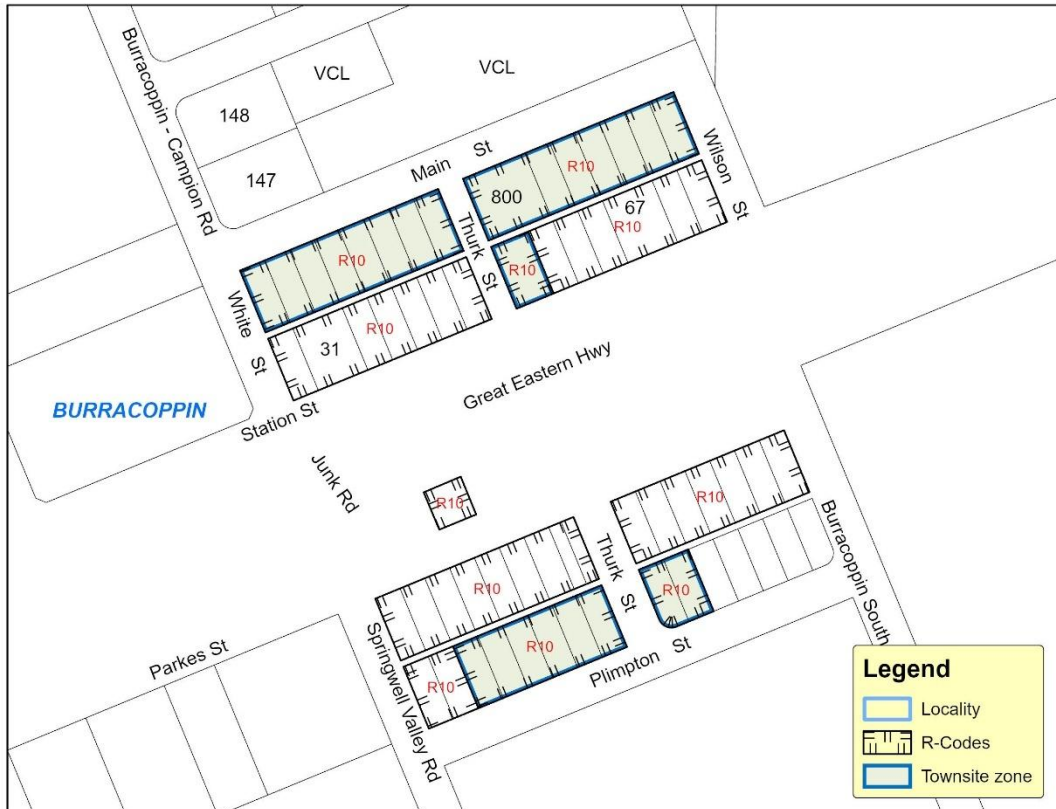 Burracoppin - Campion Rd
VCL
VCL
148
147
Main St
Wilson St
R10
800
67
R10
Thurk St
R10
R10
White St
R10
31
Great Eastern Hwy
BURRACOPPIN
Station St
Junk Rd
R10
R10
Burracoppin South
Thurk St
R10
R10
R10
Springwell Valley Rd
R10
Parkes St
Plimpton St
Legend
Locality
R-Codes
Townsite zone